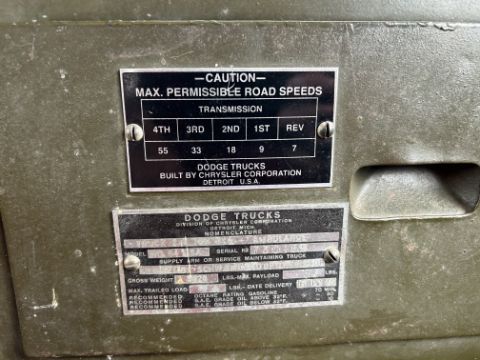 —CAUTION—
MAX. PERMISSIBLE ROAD SPEEDS
TRANSMISSION
4TH 3RD 2ND 1ST REV
55 33 18 9 7
DODGE TRUCKS
BUILT BY CHRYSLER CORPORATION
DETROIT U.S.A.
DODGE TRUCKS
DIVISION OF CHRYSLER CORPORATION
DETROIT MICH.
NOMENCLATURE
AMBULANCE
SERIAL NO
SUPPLY ARM OR SERVICE MAINTAINING TRUCK
GROSS WEIGHT LBS.-MAX. PAYLOAD LBS.
MAX. TRAILED LOAD LBS.-DATE DELIVERY
RECOMMENDED OCTANE RATING GASOLINE 70 MIN.
RECOMMENDED S.A.E. GRADE OIL ABOVE 32°F.
RECOMMENDED S.A.E. GRADE OIL BELOW 32°F.